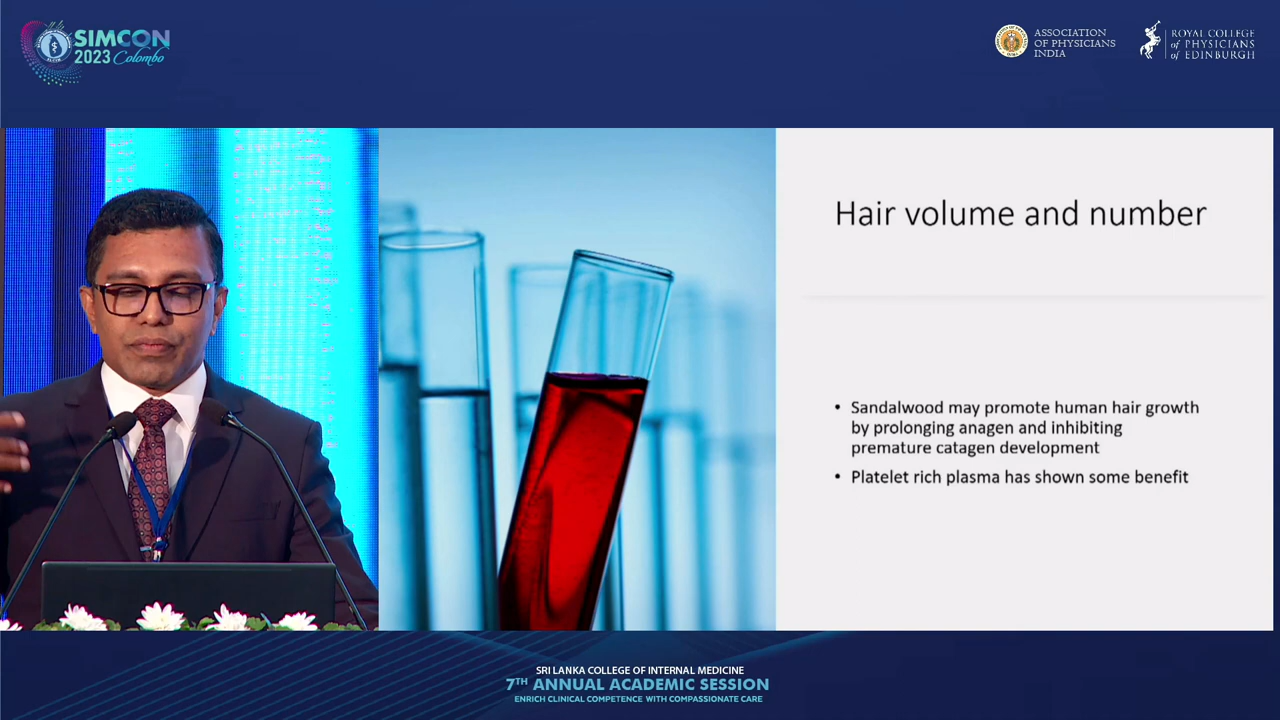 SIMCON
2023 Colombo
ASSOCIATION
OF PHYSICIANS
INDIA
ROYAL COLLEGE
of PHYSICIANS
of EDINBURGH
Hair volume and number
• Sandalwood may promote human hair growth
by prolonging anagen and inhibiting
premature catagen development
• Platelet rich plasma has shown some benefit
SRI LANKA COLLEGE OF INTERNAL MEDICINE
7TH ANNUAL ACADEMIC SESSION
ENRICH CLINICAL COMPETENCE WITH COMPASSIONATE CARE